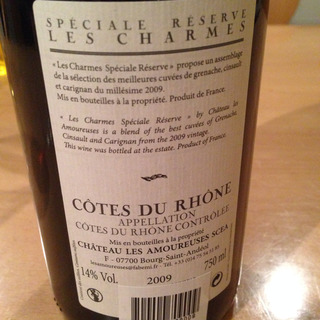 SPÉCIALE RÉSERVE
LES CHARMES
« Les Charmes Spéciale Réserve » propose un assemblage
de la sélection des meilleures cuvées de grenache, cinsault
et carignan du millésime 2009.
Mis en bouteilles à la propriété. Produit de France.
« Les Charmes Spéciale Réserve » by Château les
Amoureuses is a blend of the best cuvées of Grenache,
Cinsault and Carignan from the 2009 vintage.
This wine was bottled at the estate. Product of France.
CÔTES DU RHÔNE
APPELLATION
CÔTES DU RHÔNE CONTRÔLÉE
Mis en bouteilles à la propriété
CHÂTEAU LES AMOUREUSES SCEA
F - 07700 Bourg-Saint-Andéol
14% Vol.
2009
750 ml